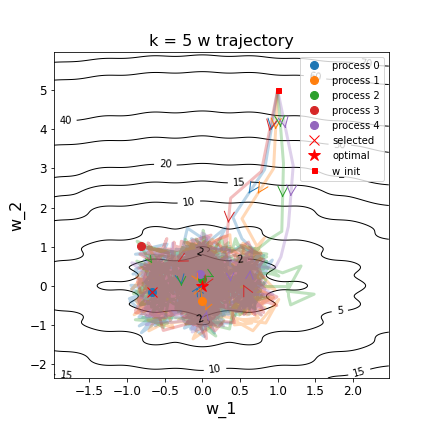 k = 5 w trajectory
process 0
process 1
process 2
process 3
process 4
selected
optimal
w_init
40
20
15
10
5
2
2
2
10
15
15
5
4
3
2
1
0
−1
−2
w_2
−1.5
−1.0
−0.5
0.0
0.5
1.0
1.5
2.0
w_1